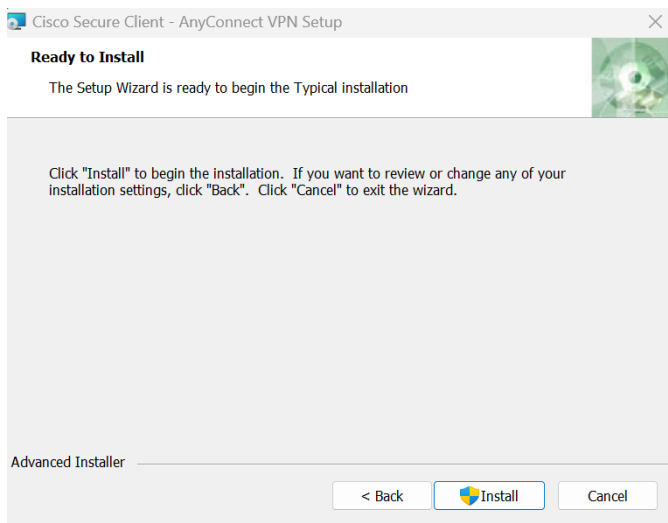 Cisco Secure Client - AnyConnect VPN Setup
Ready to Install
The Setup Wizard is ready to begin the Typical installation
Click "Install" to begin the installation. If you want to review or change any of your
installation settings, click "Back". Click "Cancel" to exit the wizard.
Advanced Installer
< Back
Install
Cancel